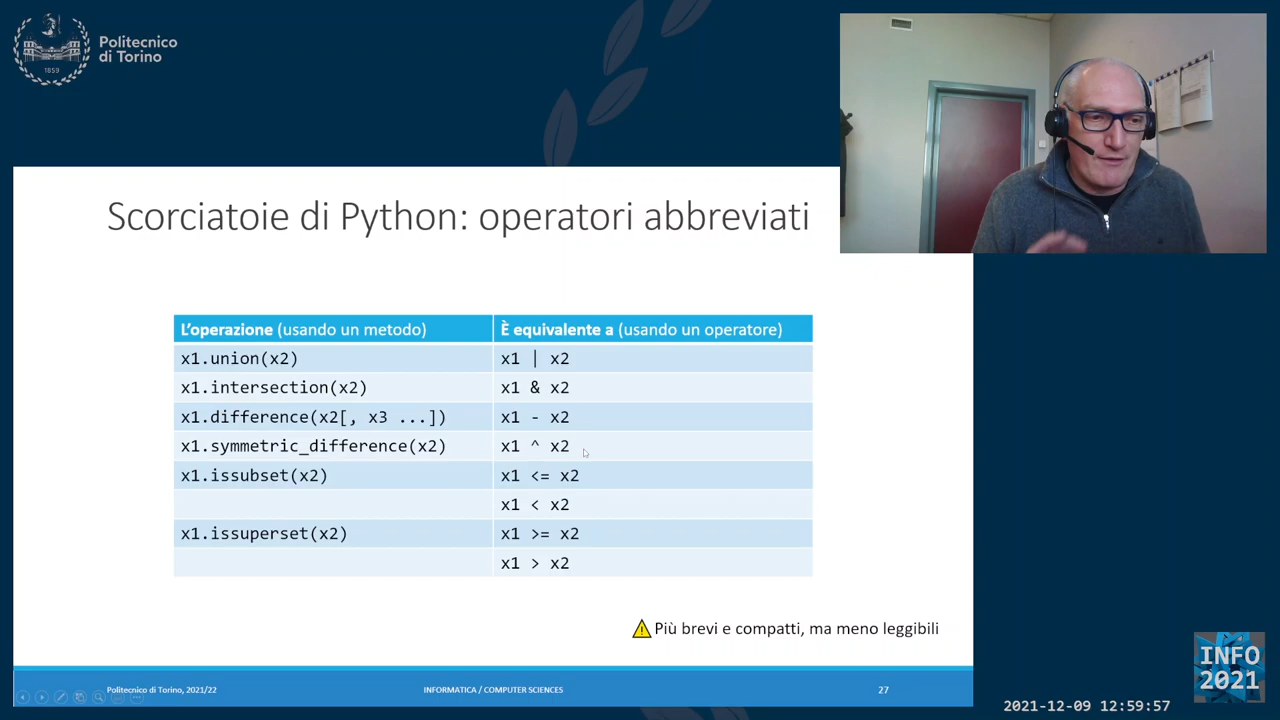 Politecnico
di Torino
1859
Scorciatoie di Python: operatori abbreviati
L'operazione (usando un metodo) È equivalente a (usando un operatore)
x1.union(x2) x1 | x2
x1.intersection(x2) x1 & x2
x1.difference(x2[, x3 ...]) x1 - x2
x1.symmetric_difference(x2) x1 ^ x2
x1.issubset(x2) x1 <= x2
x1 < x2
x1.issuperset(x2) x1 >= x2
x1 > x2
Più brevi e compatti, ma meno leggibili
Politecnico di Torino, 2021/22 INFORMATICA / COMPUTER SCIENCES 27
INFO
2021
2021-12-09 12:59:57